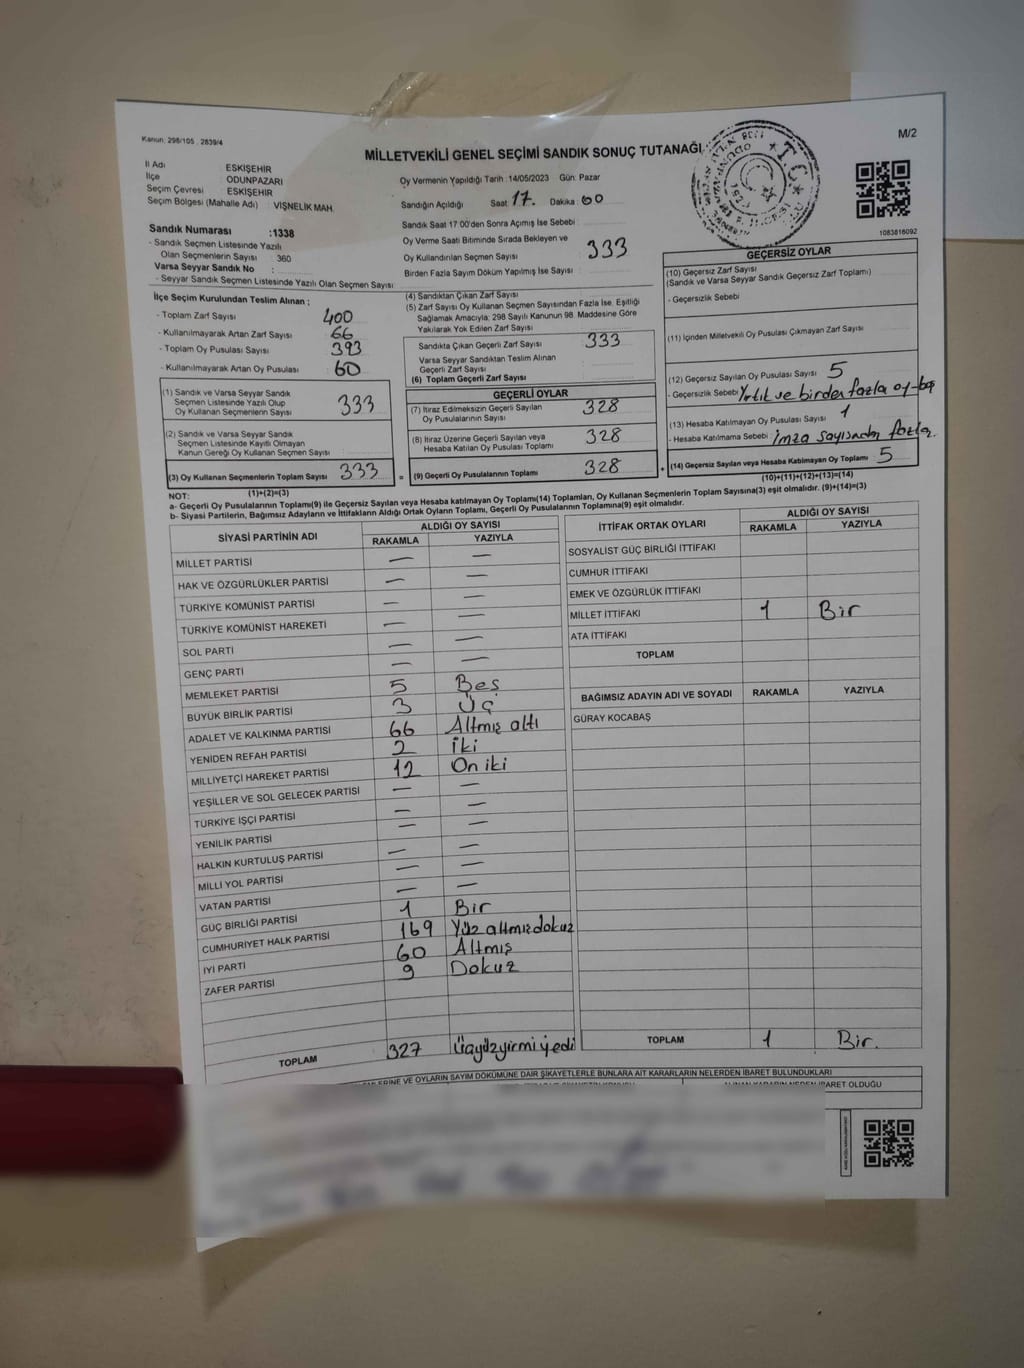 Kanun: 298/105 , 2839/4
M/2
MİLLETVEKİLİ GENEL SEÇİMİ SANDIK SONUÇ TUTANAĞI
İl Adı ESKİŞEHİR
İlçe ODUNPAZARI
Seçim Çevresi ESKİŞEHİR
Seçim Bölgesi (Mahalle Adı) : VİŞNELİK MAH.
Oy Vermenin Yapıldığı Tarih :14/05/2023 Gün: Pazar
Sandığın Açıldığı Saat :17. Dakika: 60
Sandık Saat 17:00'den Sonra Açılmış İse Sebebi :
Oy Verme Saati Bitiminde Sırada Bekleyen ve
Oy Kullandırılan Seçmen Sayısı : 333
Birden Fazla Sayım Döküm Yapılmış İse Sayısı
T.C.
1083816092
Sandık Numarası :1338
- Sandık Seçmen Listesinde Yazılı
Olan Seçmenlerin Sayısı : 360
Varsa Seyyar Sandık No :
- Seyyar Sandık Seçmen Listesinde Yazılı Olan Seçmen Sayısı:
İlçe Seçim Kurulundan Teslim Alınan ;
- Toplam Zarf Sayısı : 400
- Kullanılmayarak Artan Zarf Sayısı : 66
- Toplam Oy Pusulası Sayısı : 393
- Kullanılmayarak Artan Oy Pusulası : 60
(1) Sandık ve Varsa Seyyar Sandık
Seçmen Listesinde Yazılı Olup
Oy Kullanan Seçmenlerin Sayısı : 333
(2) Sandık ve Varsa Seyyar Sandık
Seçmen Listesinde Kayıtlı Olmayan
Kanun Gereği Oy Kullanan Seçmen Sayısı :
(3) Oy Kullanan Seçmenlerin Toplam Sayısı : 333
(1)+(2)=(3)
(4) Sandıktan Çıkan Zarf Sayısı
(5) Zarf Sayısı Oy Kullanan Seçmen Sayısından Fazla İse, Eşitliği
Sağlamak Amacıyla; 298 Sayılı Kanunun 98. Maddesine Göre
Yakılarak Yok Edilen Zarf Sayısı :
Sandıkta Çıkan Geçerli Zarf Sayısı : 333
Varsa Seyyar Sandıktan Teslim Alınan
Geçerli Zarf Sayısı
(6) Toplam Geçerli Zarf Sayısı :
GEÇERLİ OYLAR
(7) İtiraz Edilmeksizin Geçerli Sayılan
Oy Pusulalarının Sayısı : 328
(8) İtiraz Üzerine Geçerli Sayılan veya
Hesaba Katılan Oy Pusulası Toplamı : 328
= (9) Geçerli Oy Pusulalarının Toplamı : 328
GEÇERSİZ OYLAR
(10) Geçersiz Zarf Sayısı
(Sandık ve Varsa Seyyar Sandık Geçersiz Zarf Toplamı)
- Geçersizlik Sebebi
(11) İçinden Milletvekili Oy Pusulası Çıkmayan Zarf Sayısı
(12) Geçersiz Sayılan Oy Pusulası Sayısı : 5
- Geçersizlik Sebebi : Yırtık ve birden fazla oy
(13) Hesaba Katılmayan Oy Pusulası Sayısı : 1
- Hesaba Katılmama Sebebi : imza sayısından fazla.
+ (14) Geçersiz Sayılan veya Hesaba Katılmayan Oy Toplamı : 5
(10)+(11)+(12)+(13)=(14)
NOT:
a- Geçerli Oy Pusulalarının Toplamı(9) ile Geçersiz Sayılan veya Hesaba katılmayan Oy Toplamı(14) Toplamları, Oy Kullanan Seçmenlerin Toplam Sayısına(3) eşit olmalıdır. (9)+(14)=(3)
b- Siyasi Partilerin, Bağımsız Adayların ve İttifakların Aldığı Ortak Oyların Toplamı, Geçerli Oy Pusulalarının Toplamına(9) eşit olmalıdır.
SİYASİ PARTİNİN ADI ALDIĞI OY SAYISI
RAKAMLA YAZIYLA
MİLLET PARTİSİ — —
HAK VE ÖZGÜRLÜKLER PARTİSİ — —
TÜRKİYE KOMÜNİST PARTİSİ — —
TÜRKİYE KOMÜNİST HAREKETİ — —
SOL PARTİ — —
GENÇ PARTİ — —
MEMLEKET PARTİSİ 5 Beş
BÜYÜK BİRLİK PARTİSİ 3 Üç
ADALET VE KALKINMA PARTİSİ 66 Altmış altı
YENİDEN REFAH PARTİSİ 2 İki
MİLLİYETÇİ HAREKET PARTİSİ 12 On iki
YEŞİLLER VE SOL GELECEK PARTİSİ — —
TÜRKİYE İŞÇİ PARTİSİ — —
YENİLİK PARTİSİ — —
HALKIN KURTULUŞ PARTİSİ — —
MİLLİ YOL PARTİSİ — —
VATAN PARTİSİ — —
GÜÇ BİRLİĞİ PARTİSİ 1 Bir
CUMHURİYET HALK PARTİSİ 169 Yüz altmışdokuz
İYİ PARTİ 60 Altmış
ZAFER PARTİSİ 9 Dokuz
TOPLAM 327 Üçyüzyirmi yedi
İTTİFAK ORTAK OYLARI ALDIĞI OY SAYISI
RAKAMLA YAZIYLA
SOSYALİST GÜÇ BİRLİĞİ İTTİFAKI
CUMHUR İTTİFAKI
EMEK VE ÖZGÜRLÜK İTTİFAKI
MİLLET İTTİFAKI 1 Bir
ATA İTTİFAKI
TOPLAM
BAĞIMSIZ ADAYIN ADI VE SOYADI RAKAMLA YAZIYLA
GÜRAY KOCABAŞ
TOPLAM 1 Bir.
VE OYLARIN SAYIM DÖKÜMÜNE DAİR ŞİKAYETLERLE BUNLARA AİT KARARLARIN NELERDEN İBARET BULUNDUKLARI
İBARET OLDUĞU